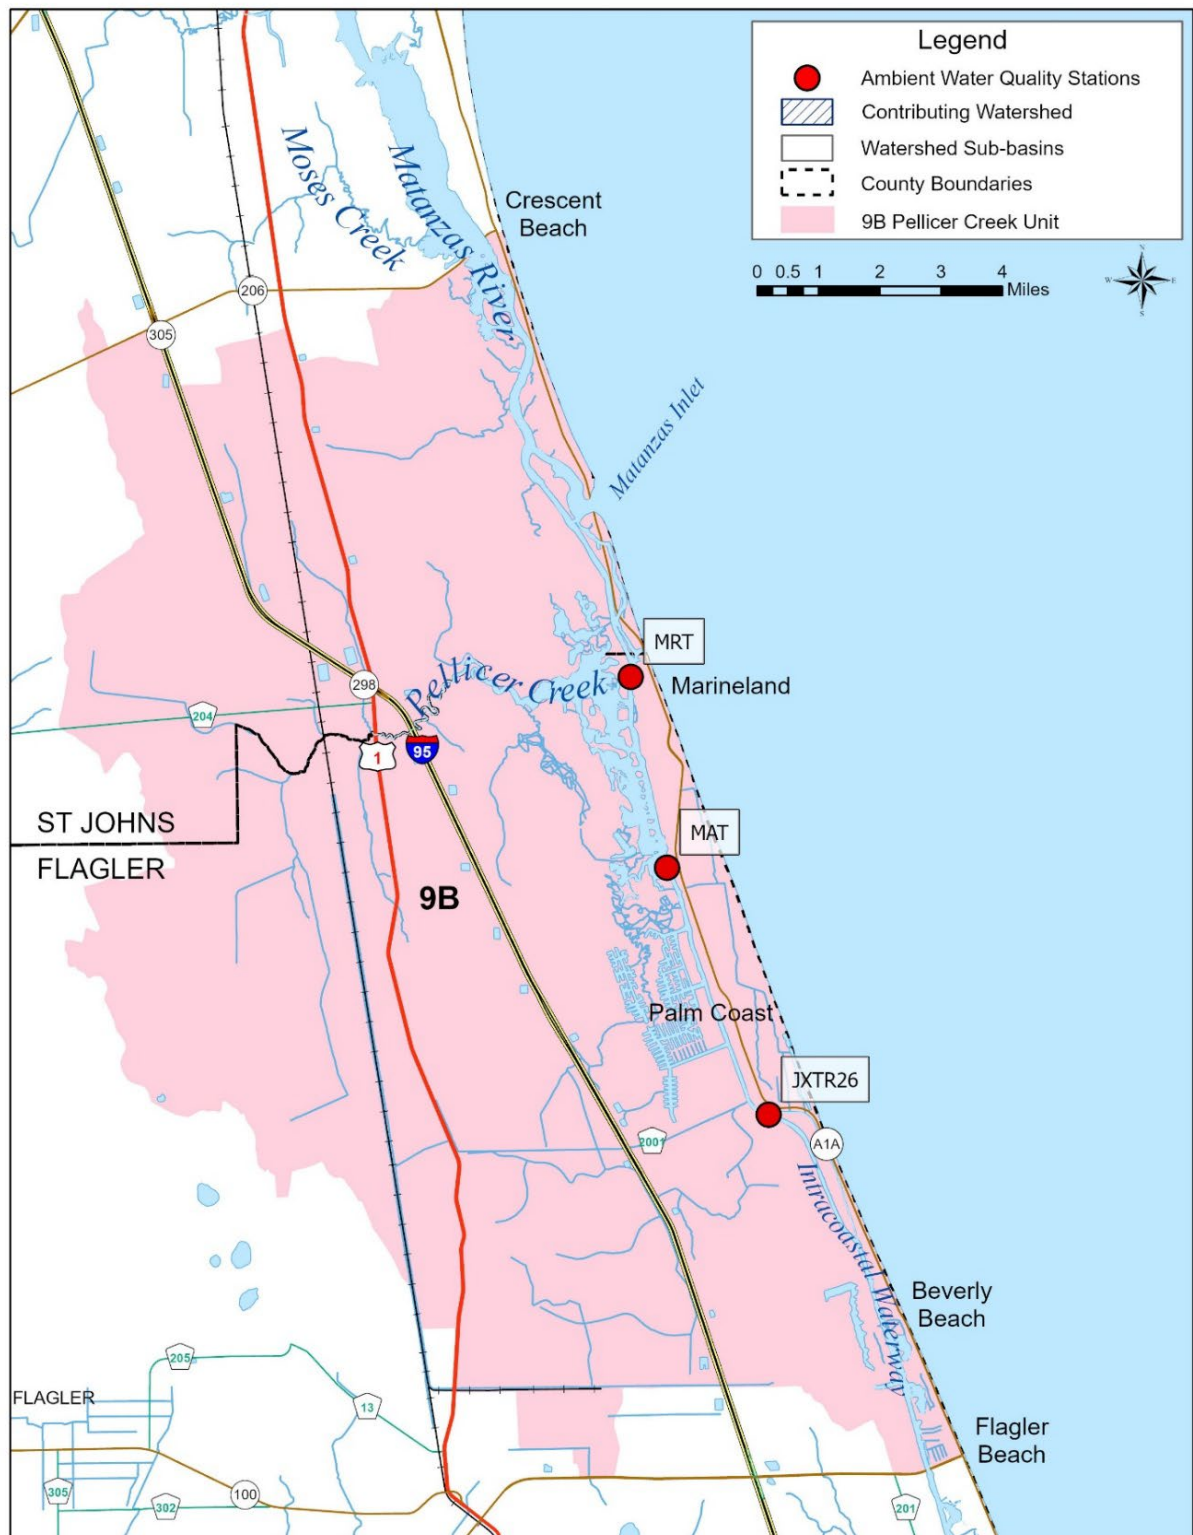 Legend
Ambient Water Quality Stations
Contributing Watershed
Watershed Sub-basins
County Boundaries
9B Pellicer Creek Unit
0 0.5 1 2 3 4
Miles
N
W E
S
Moses Creek
Matanzas River
Crescent
Beach
206
305
Matanzas Inlet
MRT
Pellicer Creek
Marineland
298
204
1
95
ST JOHNS
FLAGLER
MAT
9B
Palm Coast
JXTR26
2001
A1A
Intracoastal Waterway
Beverly
Beach
205
FLAGLER
13
Flagler
Beach
305
302
100
201